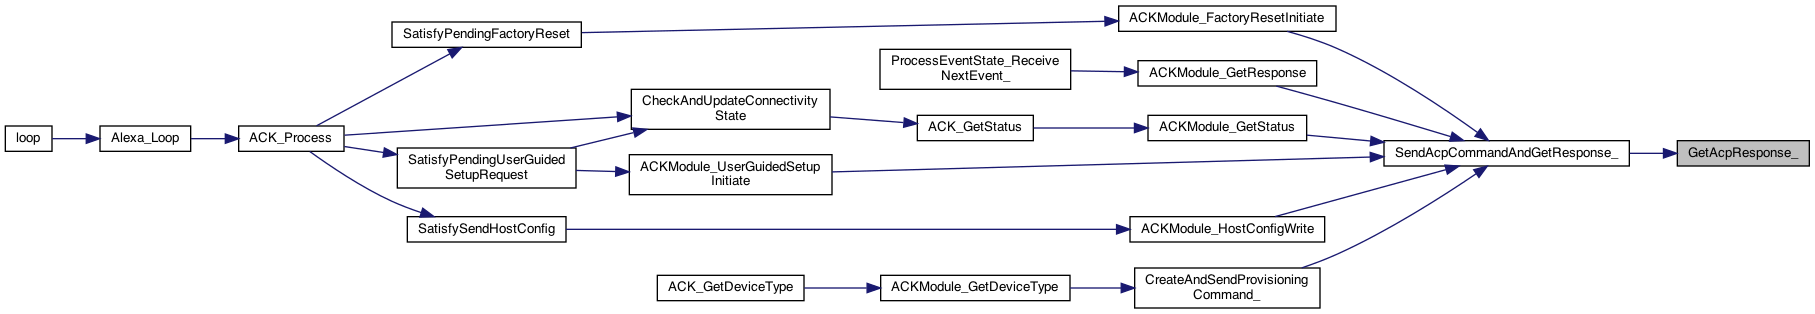 loop
Alexa_Loop
ACK_Process
SatisfyPendingFactoryReset
CheckAndUpdateConnectivity
State
SatisfyPendingUserGuided
SetupRequest
SatisfySendHostConfig
ACKModule_FactoryResetInitiate
ProcessEventState_Receive
NextEvent_
ACKModule_GetResponse
ACK_GetStatus
ACKModule_GetStatus
ACKModule_UserGuidedSetup
Initiate
ACKModule_HostConfigWrite
ACK_GetDeviceType
ACKModule_GetDeviceType
CreateAndSendProvisioning
Command_
SendAcpCommandAndGetResponse_
GetAcpResponse_